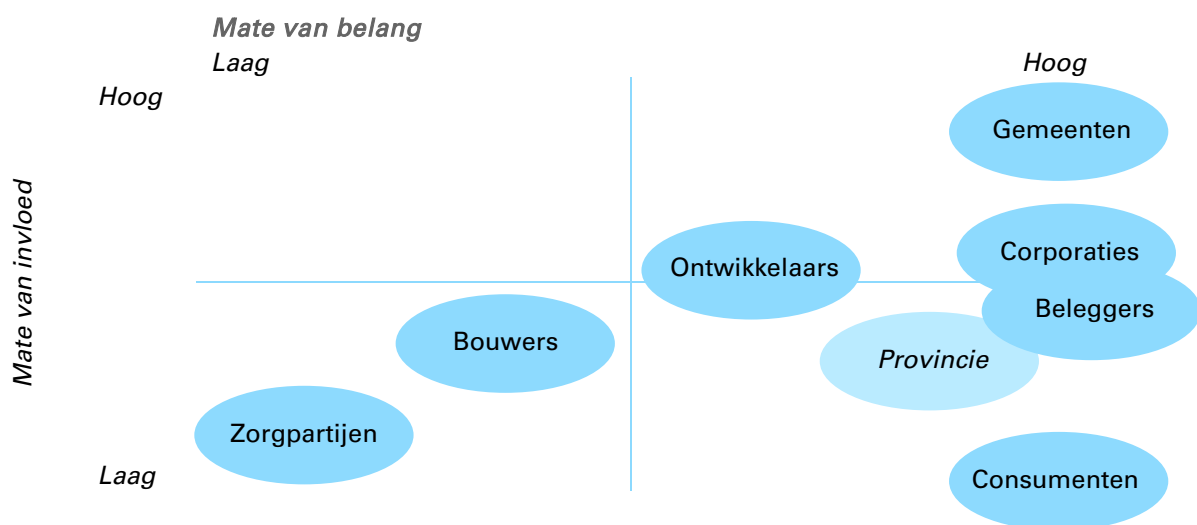 Mate van belang
Laag
Hoog
Hoog
Gemeenten
Mate van invloed
Corporaties
Ontwikkelaars
Beleggers
Bouwers
Provincie
Zorgpartijen
Laag
Consumenten